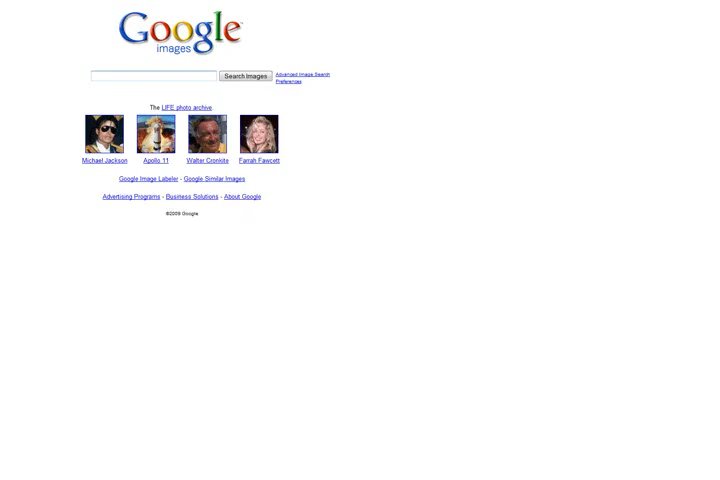 Google™
images
Search Images
Advanced Image Search
Preferences
The LIFE photo archive.
Michael Jackson
Apollo 11
Walter Cronkite
Farrah Fawcett
Google Image Labeler - Google Similar Images
Advertising Programs - Business Solutions - About Google
©2009 Google